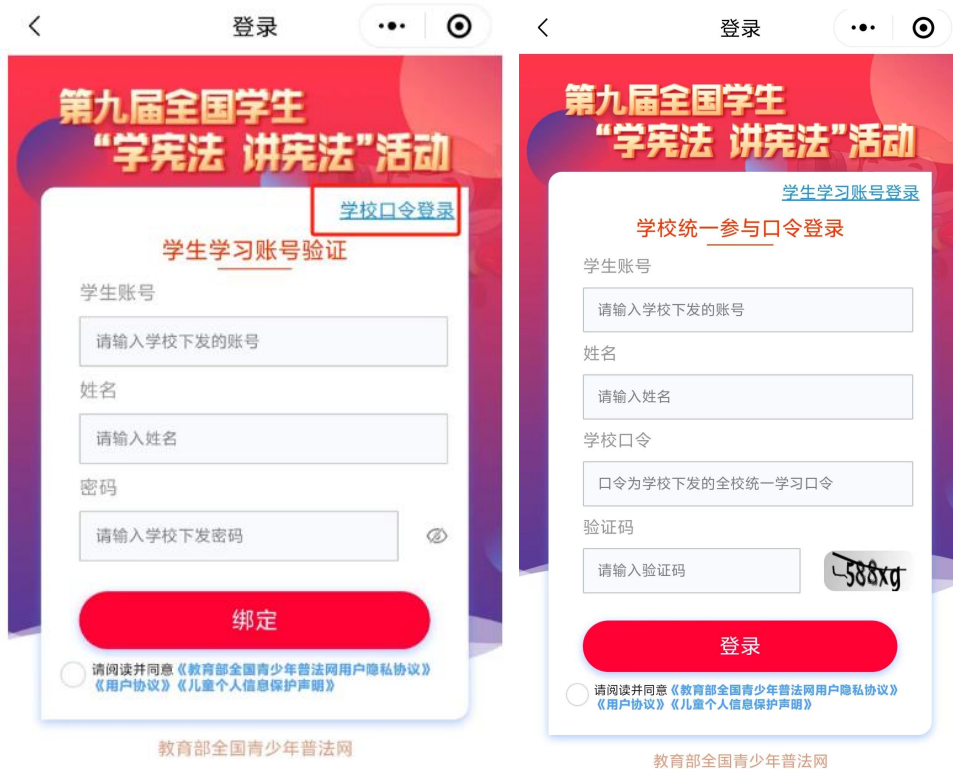 登录
第九届全国学生
“学宪法 讲宪法”活动
学校口令登录
学生学习账号验证
学生账号
请输入学校下发的账号
姓名
请输入姓名
密码
请输入学校下发密码
绑定
请阅读并同意《教育部全国青少年普法网用户隐私协议》
《用户协议》《儿童个人信息保护声明》
教育部全国青少年普法网
登录
第九届全国学生
“学宪法 讲宪法”活动
学生学习账号登录
学校统一参与口令登录
学生账号
请输入学校下发的账号
姓名
请输入姓名
学校口令
口令为学校下发的全校统一学习口令
验证码
请输入验证码
588xg
登录
请阅读并同意《教育部全国青少年普法网用户隐私协议》
《用户协议》《儿童个人信息保护声明》
教育部全国青少年普法网